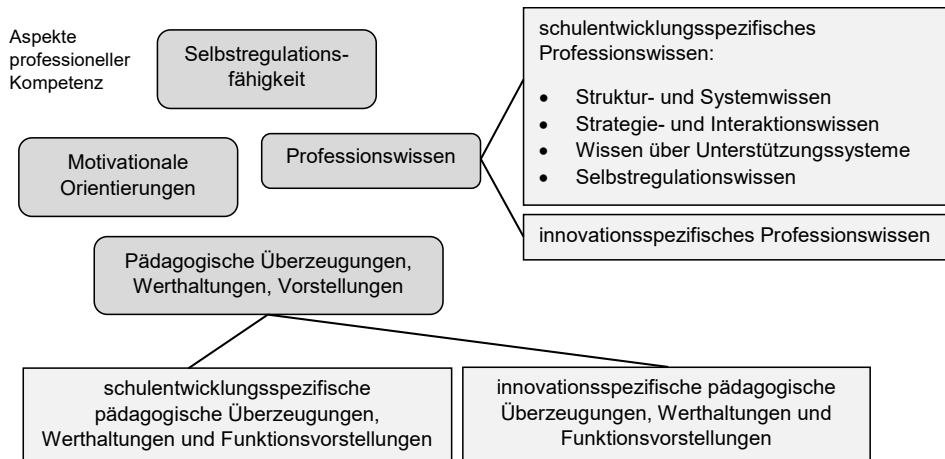 Aspekte
professioneller
Kompetenz
Selbstregulations-
fähigkeit
Motivationale
Orientierungen
Professionswissen
schulentwicklungsspezifisches
Professionswissen:
• Struktur- und Systemwissen
• Strategie- und Interaktionswissen
• Wissen über Unterstützungssysteme
• Selbstregulationswissen
innovationsspezifisches Professionswissen
Pädagogische Überzeugungen,
Werthaltungen, Vorstellungen
schulentwicklungsspezifische
pädagogische Überzeugungen,
Werthaltungen und Funktionsvorstellungen
innovationsspezifische pädagogische
Überzeugungen, Werthaltungen und
Funktionsvorstellungen